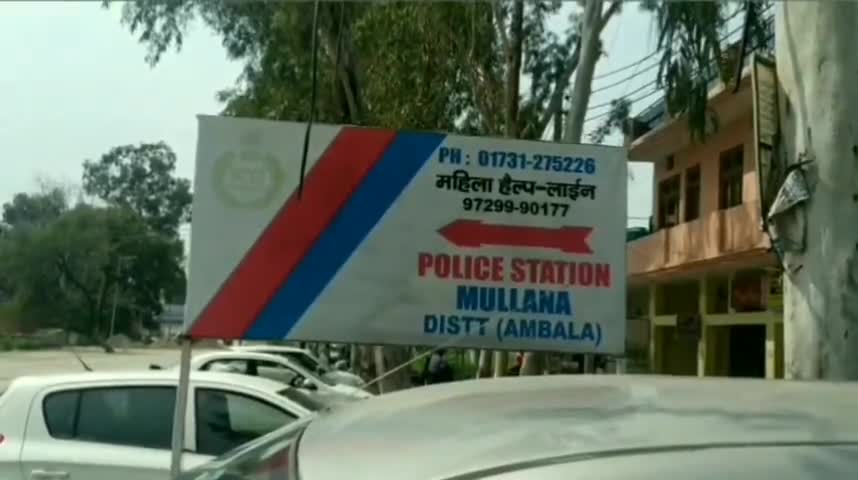 PH : 01731-275226
महिला हैल्प-लाईन
97299-90177
POLICE STATION
MULLANA
DISTT (AMBALA)